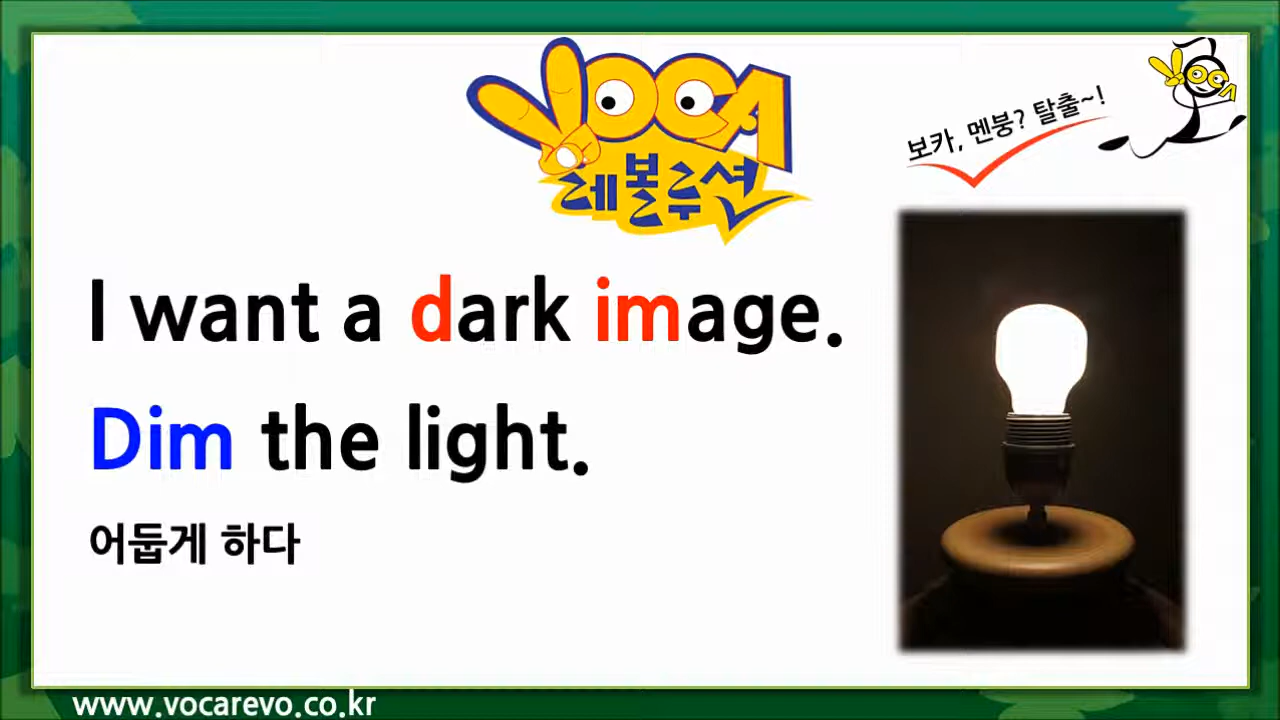 VOCA
레볼루션
보카, 멘붕? 탈출~!
VOCA
I want a dark image.
Dim the light.
어둡게 하다
www.vocarevo.co.kr